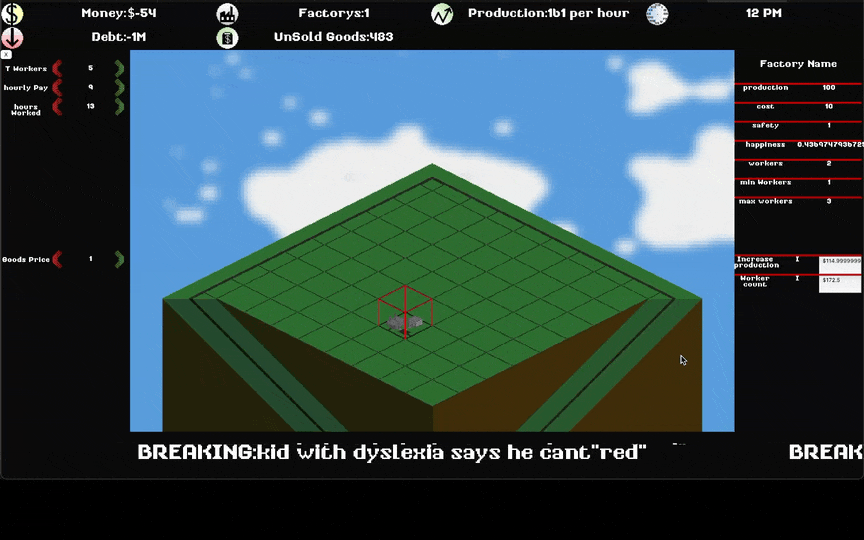 Money:$-54
Factorys:1
Production:161 per hour
12 PM
Debt:-1M
UnSold Goods:483
x
T Workers 5
hourly Pay 9
hours Worked 13
Goods Price 1
Factory Name
production 100
cost 10
safety 1
happiness
workers 2
min Workers 1
max workers 3
Increase production I $114.9999999
Worker count I $172.5
BREAKING:kid with dyslexia says he cant"red"
BREAK